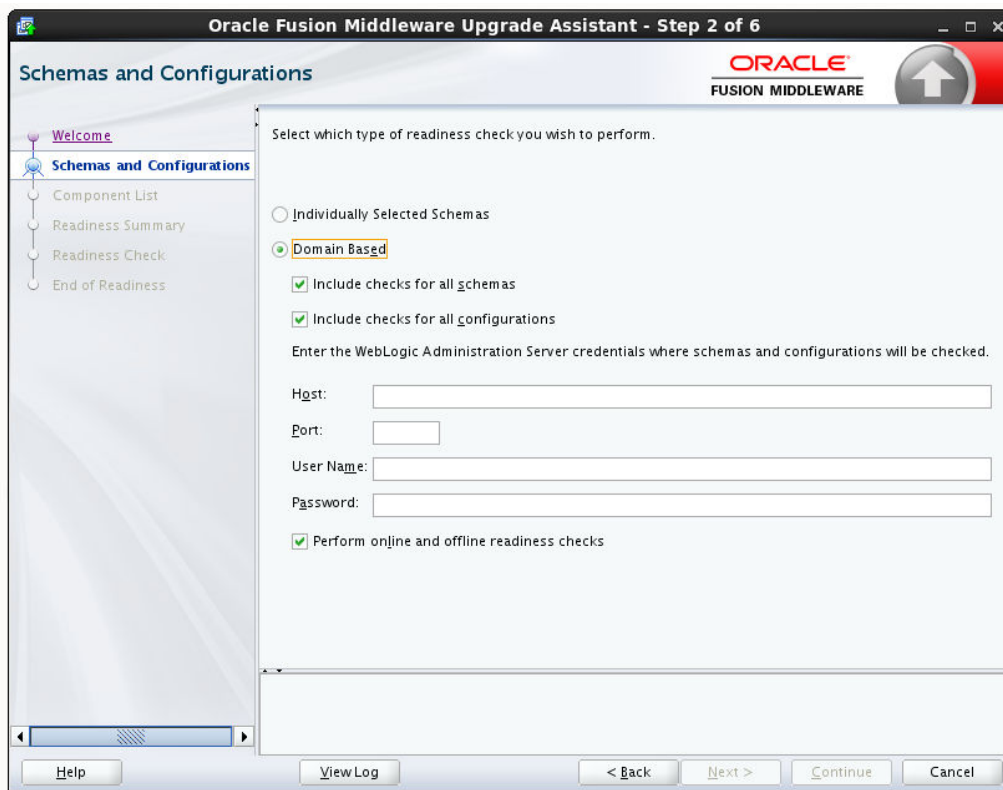 Oracle Fusion Middleware Upgrade Assistant - Step 2 of 6
Schemas and Configurations
ORACLE
FUSION MIDDLEWARE
Welcome
Schemas and Configurations
Component List
Readiness Summary
Readiness Check
End of Readiness
Select which type of readiness check you wish to perform.
Individually Selected Schemas
Domain Based
Include checks for all schemas
Include checks for all configurations
Enter the WebLogic Administration Server credentials where schemas and configurations will be checked.
Host:
Port:
User Name:
Password:
Perform online and offline readiness checks
Help
View Log
< Back
Next >
Continue
Cancel